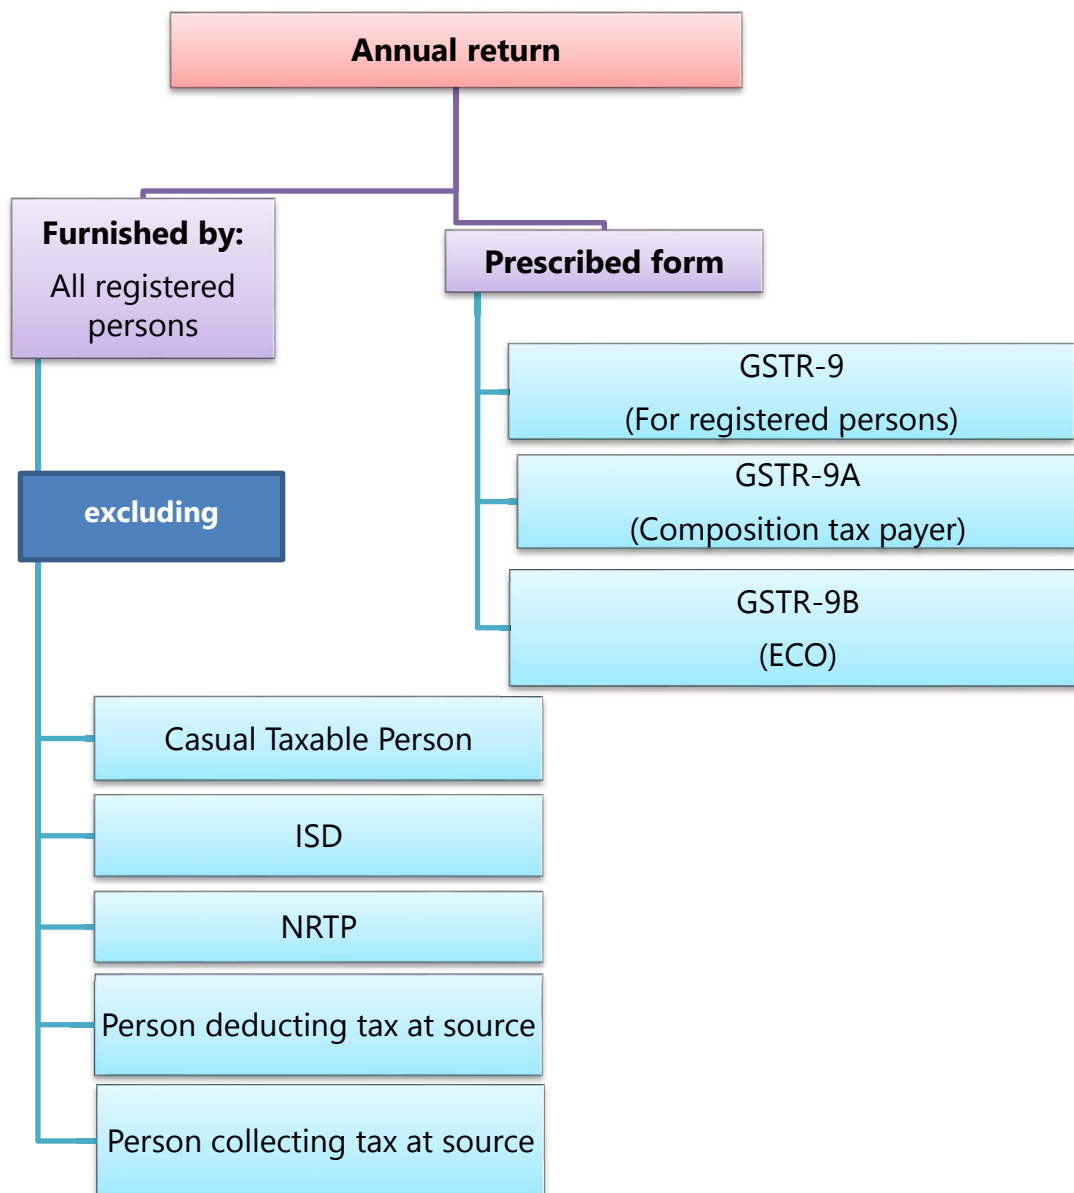 Annual return
Furnished by:
All registered
persons
Prescribed form
GSTR-9
(For registered persons)
GSTR-9A
(Composition tax payer)
GSTR-9B
(ECO)
excluding
Casual Taxable Person
ISD
NRTP
Person deducting tax at source
Person collecting tax at source